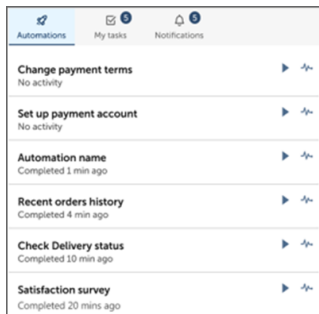 5
5
Automations
My tasks
Notifications
Change payment terms
No activity
Set up payment account
No activity
Automation name
Completed 1 min ago
Recent orders history
Completed 4 min ago
Check Delivery status
Completed 10 min ago
Satisfaction survey
Completed 20 mins ago